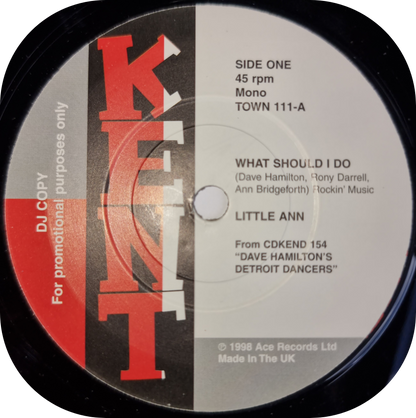 KENT
DJ COPY
For promotional purposes only
SIDE ONE
45 rpm
Mono
TOWN 111-A
WHAT SHOULD I DO
(Dave Hamilton, Rony Darrell,
Ann Bridgeforth) Rockin' Music
LITTLE ANN
From CDKEND 154
"DAVE HAMILTON'S
DETROIT DANCERS"
© 1998 Ace Records Ltd
Made In The UK